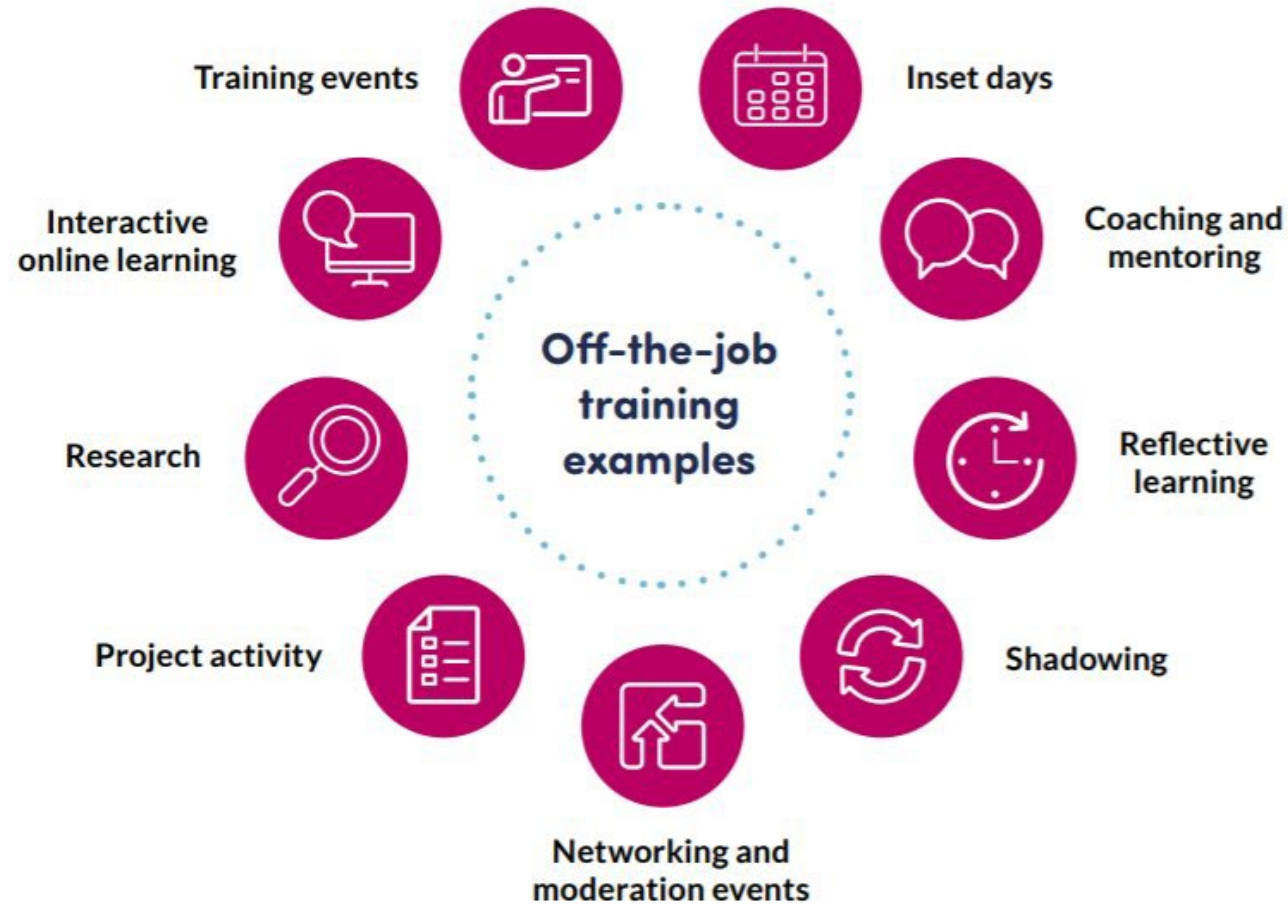 Training events
Inset days
Interactive
online learning
Coaching and
mentoring
Off-the-job
training
examples
Research
Reflective
learning
Project activity
Shadowing
Networking and
moderation events